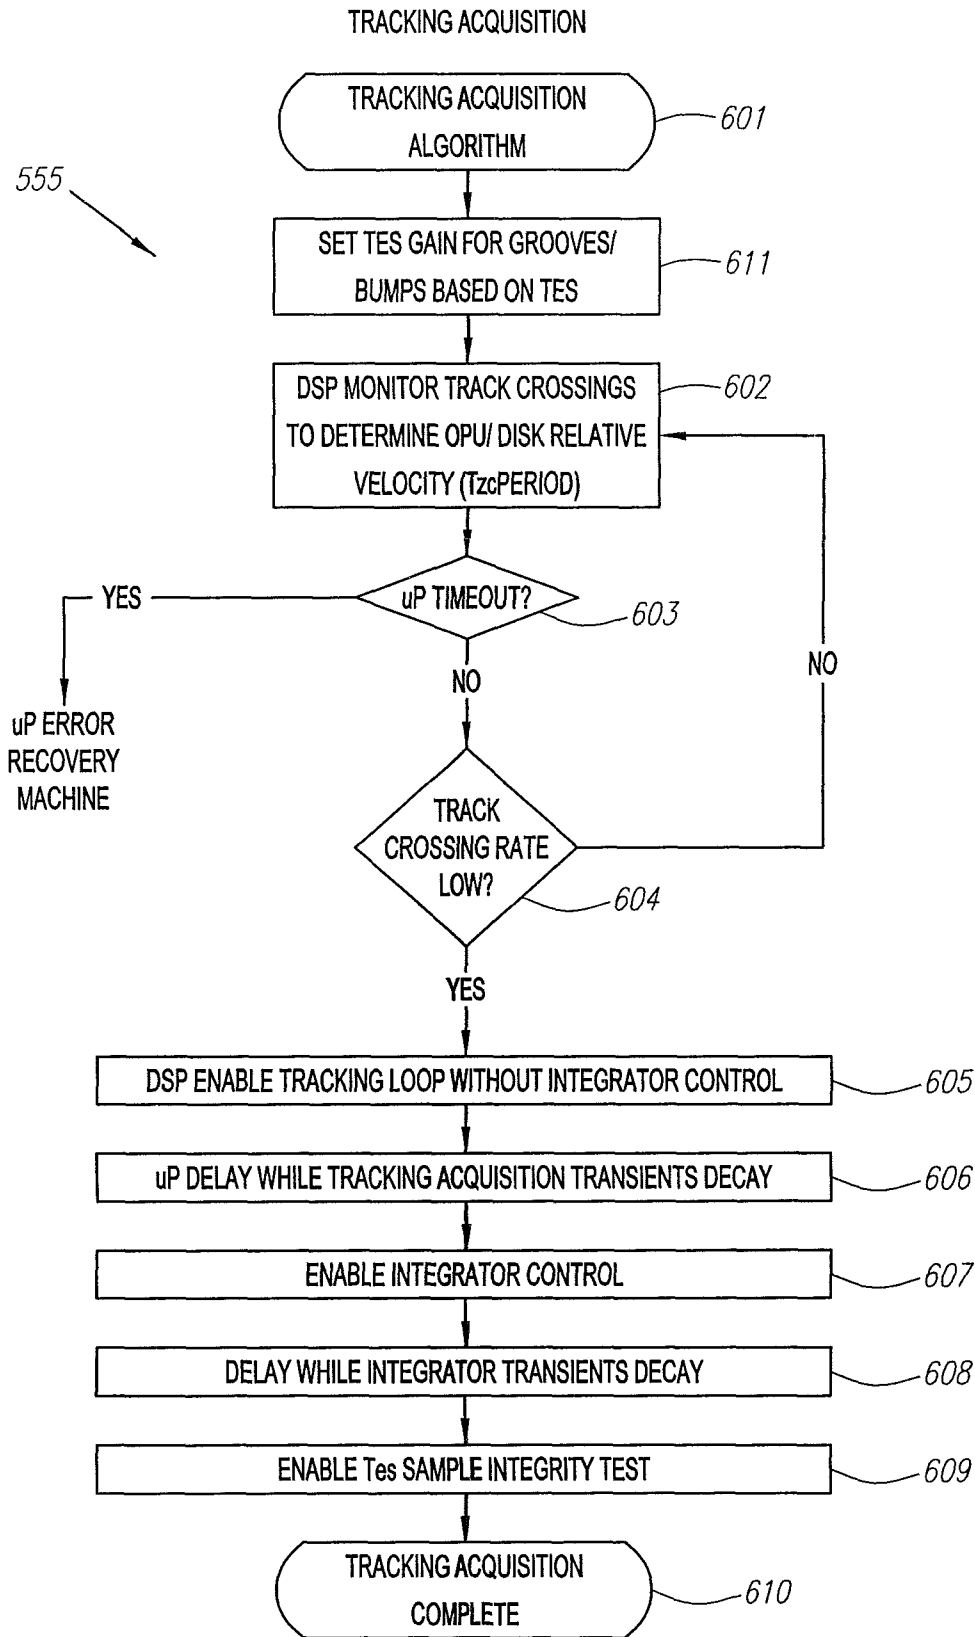 TRACKING ACQUISITION
TRACKING ACQUISITION
ALGORITHM
601
555
SET TES GAIN FOR GROOVES/
BUMPS BASED ON TES
611
DSP MONITOR TRACK CROSSINGS
TO DETERMINE OPU/ DISK RELATIVE
VELOCITY (TzcPERIOD)
602
uP TIMEOUT?
603
YES
NO
NO
uP ERROR
RECOVERY
MACHINE
TRACK
CROSSING RATE
LOW?
604
YES
DSP ENABLE TRACKING LOOP WITHOUT INTEGRATOR CONTROL
605
uP DELAY WHILE TRACKING ACQUISITION TRANSIENTS DECAY
606
ENABLE INTEGRATOR CONTROL
607
DELAY WHILE INTEGRATOR TRANSIENTS DECAY
608
ENABLE Tes SAMPLE INTEGRITY TEST
609
TRACKING ACQUISITION
COMPLETE
610